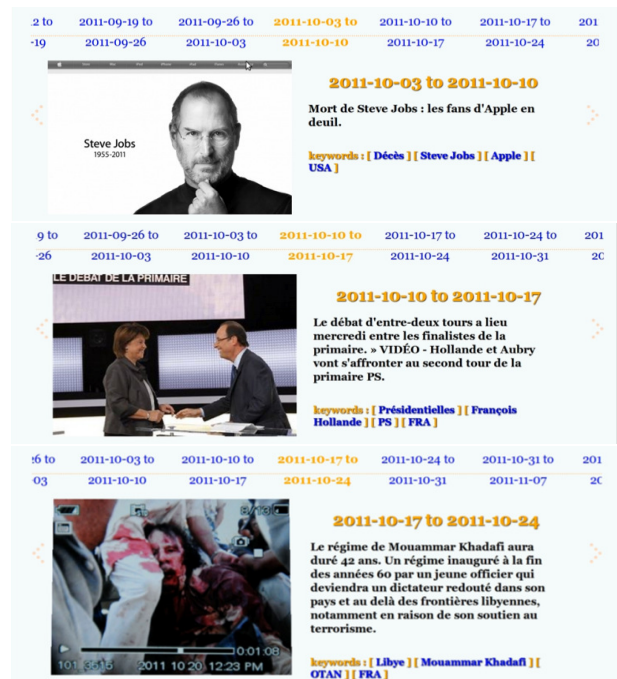 .2 to 2011-09-19 to 2011-09-26 to 2011-10-03 to 2011-10-10 to 2011-10-17 to 201
-19 2011-09-26 2011-10-03 2011-10-10 2011-10-17 2011-10-24 20
2011-10-03 to 2011-10-10
Mort de Steve Jobs : les fans d'Apple en
deuil.
Steve Jobs
1955-2011
keywords : [ Décès ] [ Steve Jobs ] [ Apple ] [
USA ]
9 to 2011-09-26 to 2011-10-03 to 2011-10-10 to 2011-10-17 to 2011-10-24 to 201
-26 2011-10-03 2011-10-10 2011-10-17 2011-10-24 2011-10-31 20
LE DEBAT DE LA PRIMAIRE
2011-10-10 to 2011-10-17
Le débat d'entre-deux tours a lieu
mercredi entre les finalistes de la
primaire. » VIDÉO - Hollande et Aubry
vont s'affronter au second tour de la
primaire PS.
keywords : [ Présidentielles ] [ François
Hollande ] [ PS ] [ FRA ]
26 to 2011-10-03 to 2011-10-10 to 2011-10-17 to 2011-10-24 to 2011-10-31 to 201
-03 2011-10-10 2011-10-17 2011-10-24 2011-10-31 2011-11-07 20
2011-10-17 to 2011-10-24
Le régime de Mouammar Khadafi aura
duré 42 ans. Un régime inauguré à la fin
des années 60 par un jeune officier qui
deviendra un dictateur redouté dans son
pays et au delà des frontières libyennes,
notamment en raison de son soutien au
terrorisme.
0:01:08
101 3515 2011 10 20 12:23 PM
keywords : [ Libye ] [ Mouammar Khadafi ] [
OTAN ] [ FRA ]